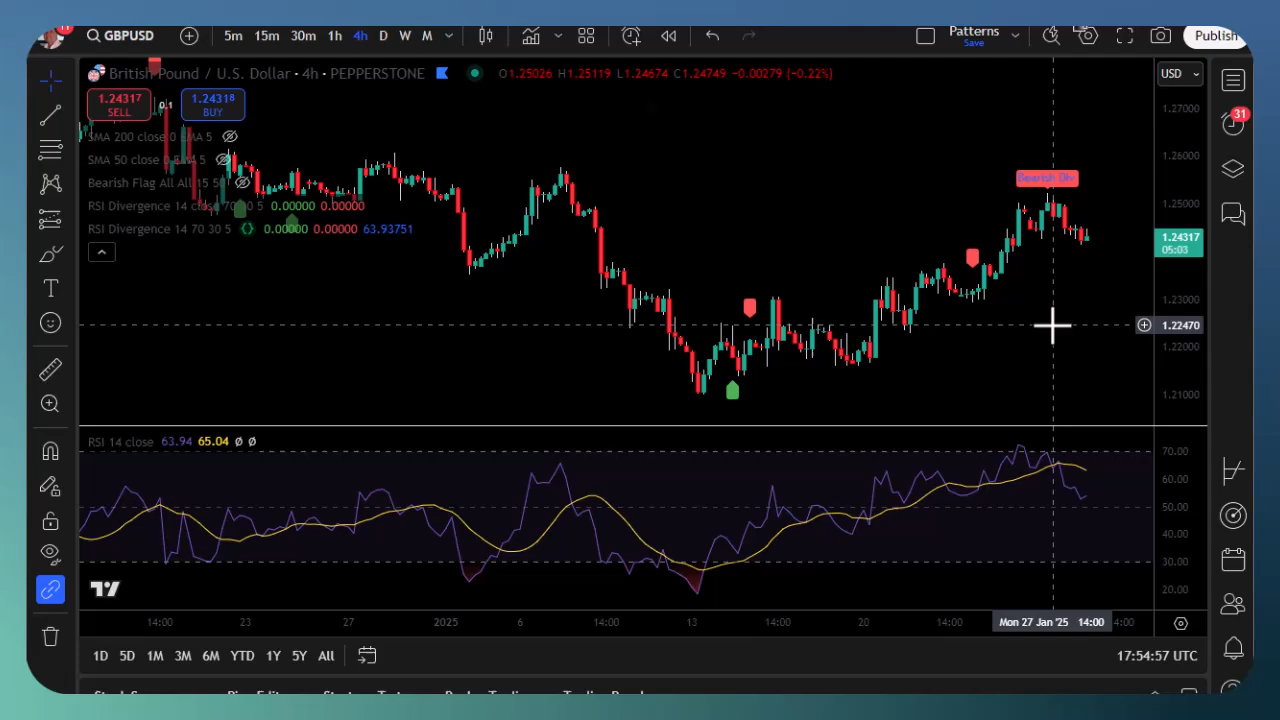 11
GBPUSD
5m 15m 30m 1h 4h D W M
Patterns
Save
Publish
British Pound / U.S. Dollar · 4h · PEPPERSTONE
O1.25026 H1.25119 L1.24674 C1.24749 −0.00279 (−0.22%)
USD
1.24317
SELL
0.1
1.24318
BUY
SMA 200 close 0 EMA 5
SMA 50 close 0 EMA 5
Bearish Flag All All 15 50
RSI Divergence 14 close 70 30 5 0.00000 0.00000
RSI Divergence 14 70 30 5 {} 0.00000 0.00000 63.93751
Bearish Div
1.27000
1.26000
1.25000
1.24317
05:03
1.23000
1.22470
1.22000
1.21000
31
RSI 14 close 63.94 65.04 Ø Ø
70.00
60.00
50.00
40.00
30.00
20.00
14:00 23 27 2025 6 14:00 13 14:00 20 14:00 Mon 27 Jan '25 14:00 4:00
1D 5D 1M 3M 6M YTD 1Y 5Y All
17:54:57 UTC